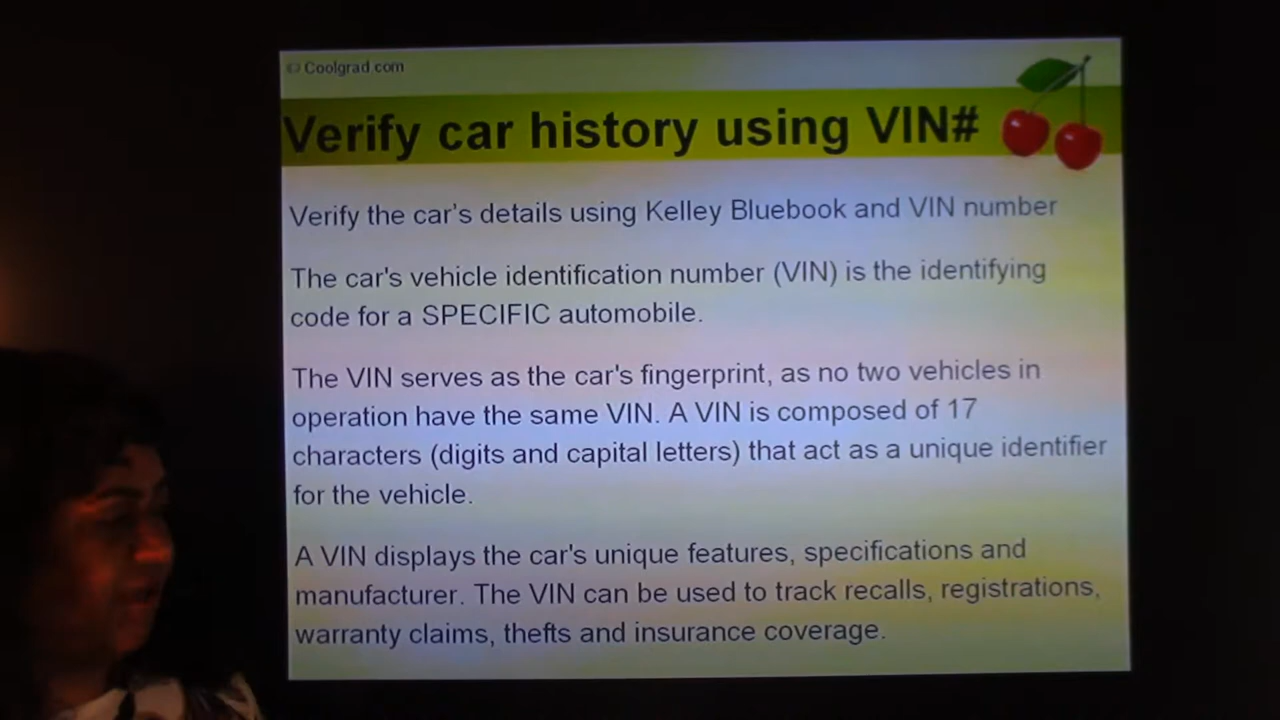 © Coolgrad.com
Verify car history using VIN#
Verify the car's details using Kelley Bluebook and VIN number
The car's vehicle identification number (VIN) is the identifying
code for a SPECIFIC automobile.
The VIN serves as the car's fingerprint, as no two vehicles in
operation have the same VIN. A VIN is composed of 17
characters (digits and capital letters) that act as a unique identifier
for the vehicle.
A VIN displays the car's unique features, specifications and
manufacturer. The VIN can be used to track recalls, registrations,
warranty claims, thefts and insurance coverage.